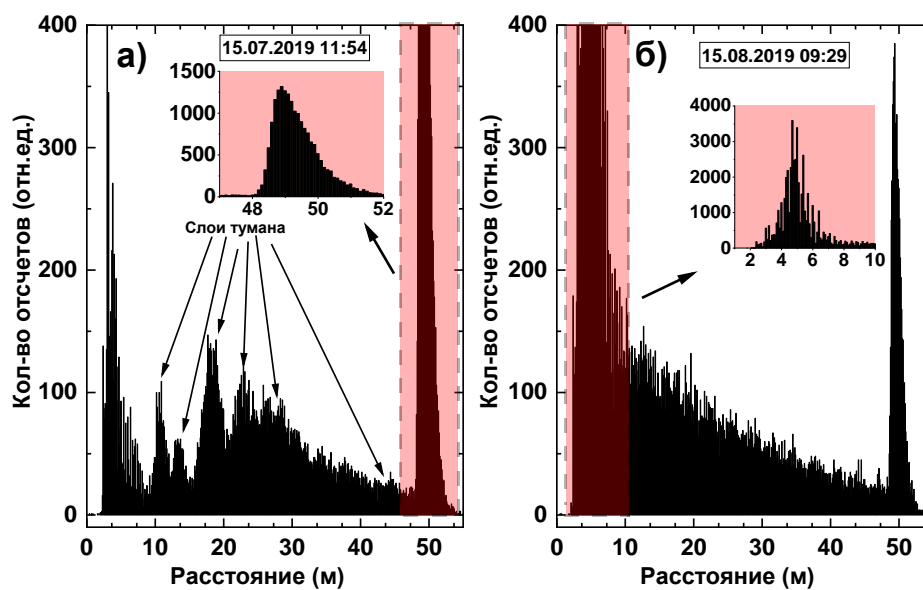 а)
15.07.2019 11:54
Кол-во отсчетов (отн.ед.)
400
300
200
100
0
1500
1000
500
0
48 50 52
Слои тумана
0 10 20 30 40 50
Расстояние (м)
б)
15.08.2019 09:29
Кол-во отсчетов (отн.ед.)
400
300
200
100
0
4000
3000
2000
1000
0
2 4 6 8 10
0 10 20 30 40 50
Расстояние (м)